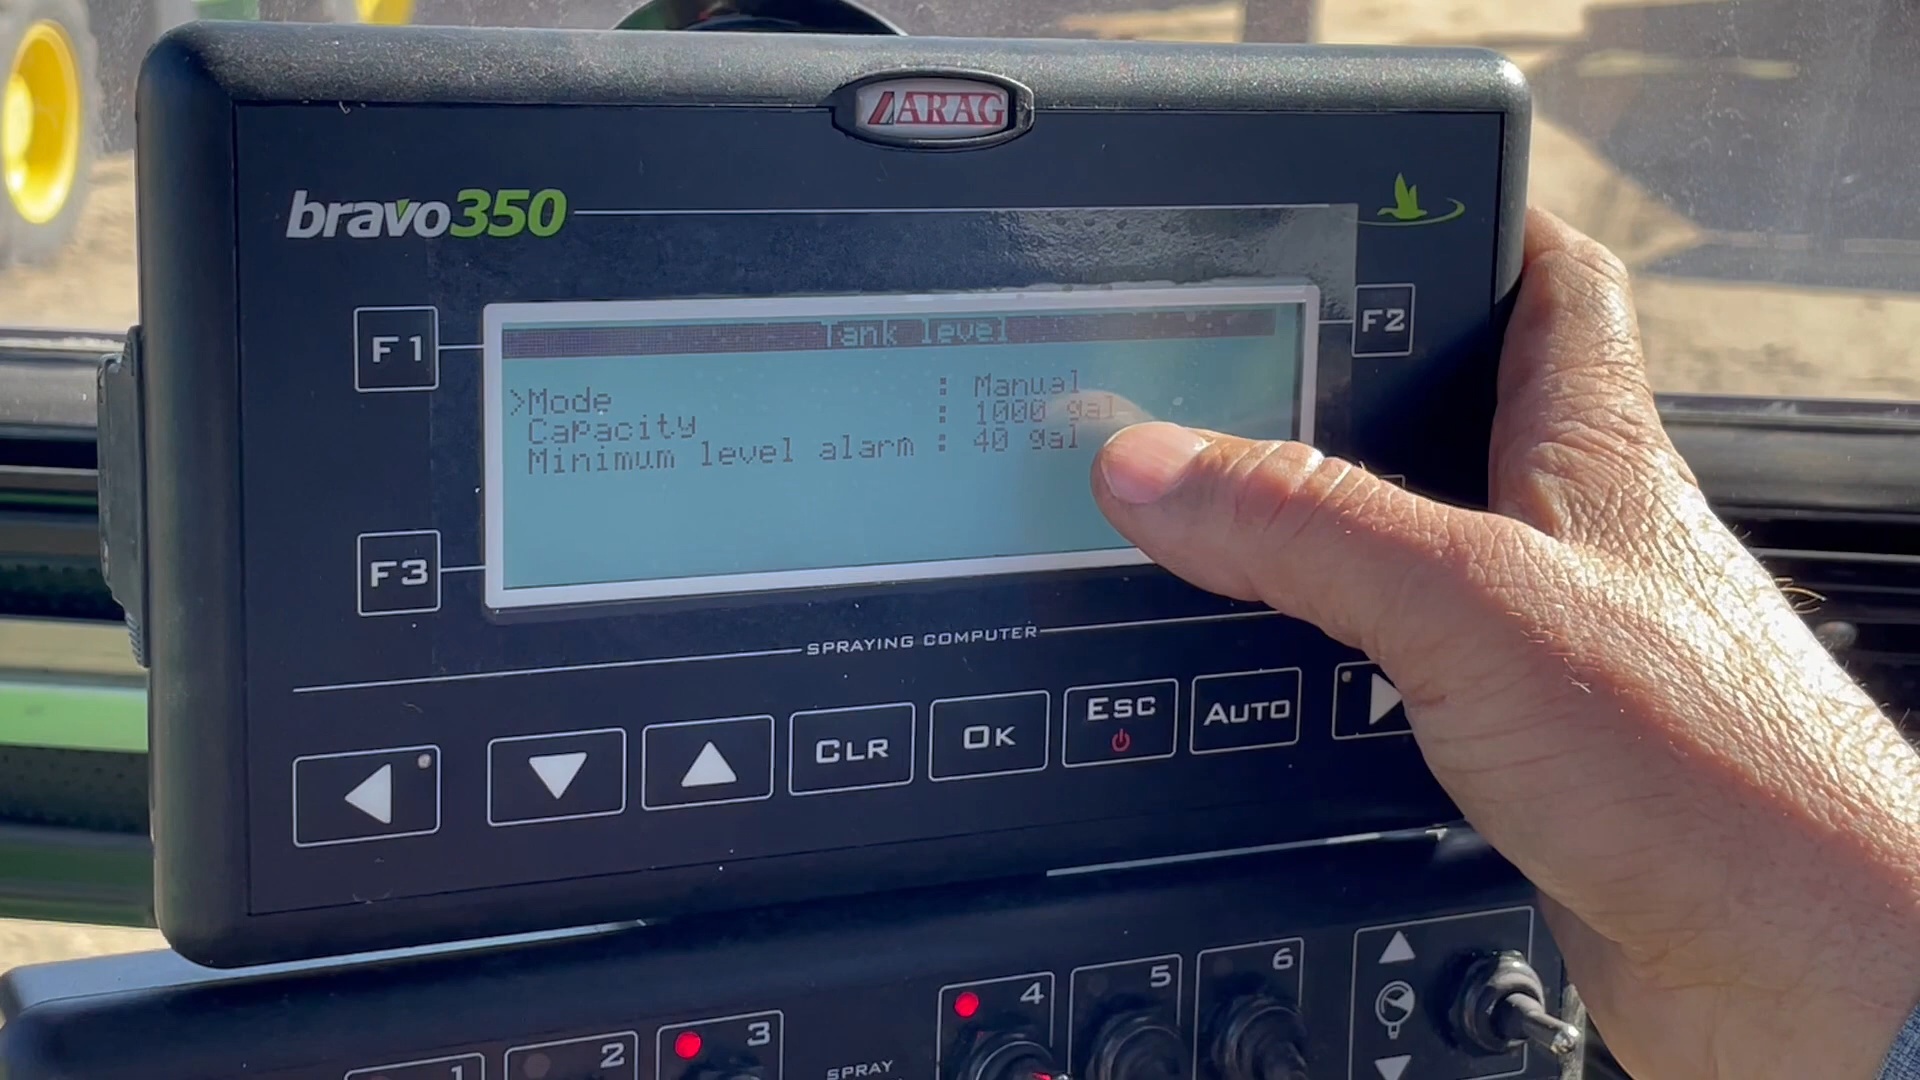 ARAG
bravo350
F1
F2
Tank level
>Mode : Manual
Capacity : 1000 gal
Minimum level alarm : 40 gal
F3
SPRAYING COMPUTER
CLR
OK
ESC
AUTO
1
2
3
SPRAY
4
5
6